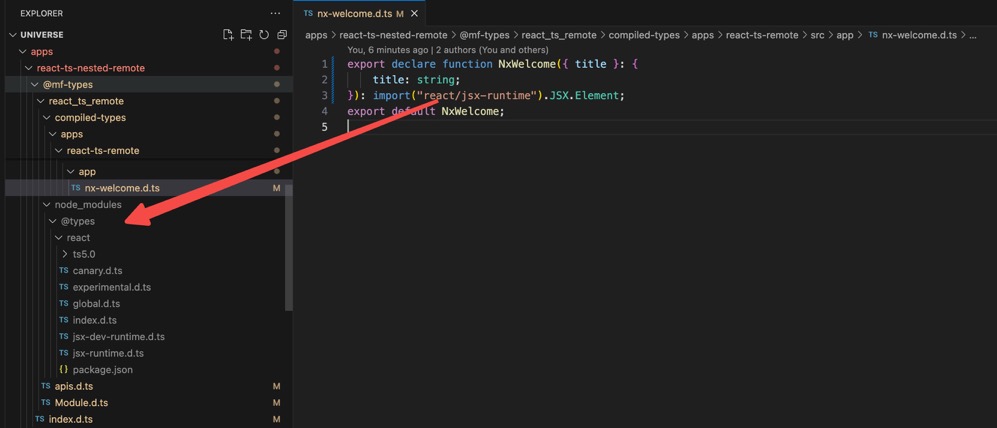 EXPLORER
UNIVERSE
apps
react-ts-nested-remote
@mf-types
react_ts_remote
compiled-types
apps
react-ts-remote
app
TS nx-welcome.d.ts M
node_modules
@types
react
ts5.0
TS canary.d.ts
TS experimental.d.ts
TS global.d.ts
TS index.d.ts
TS jsx-dev-runtime.d.ts
TS jsx-runtime.d.ts
{} package.json
TS apis.d.ts M
TS Module.d.ts M
TS index.d.ts M
TS nx-welcome.d.ts M
apps > react-ts-nested-remote > @mf-types > react_ts_remote > compiled-types > apps > react-ts-remote > src > app > TS nx-welcome.d.ts > ...
You, 6 minutes ago | 2 authors (You and others)
1 export declare function NxWelcome({ title }: {
2 title: string;
3 }): import("react/jsx-runtime").JSX.Element;
4 export default NxWelcome;
5